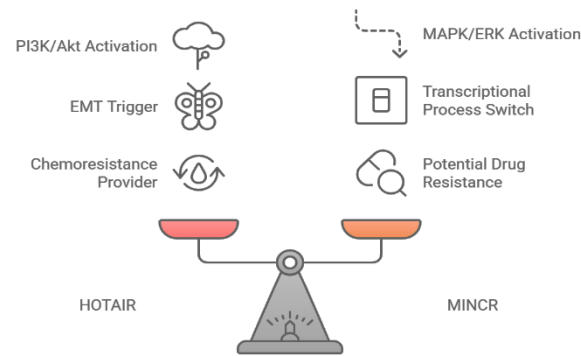 PI3K/Akt Activation
MAPK/ERK Activation
EMT Trigger
Transcriptional
Process Switch
Chemoresistance
Provider
Potential Drug
Resistance
HOTAIR
MINCR